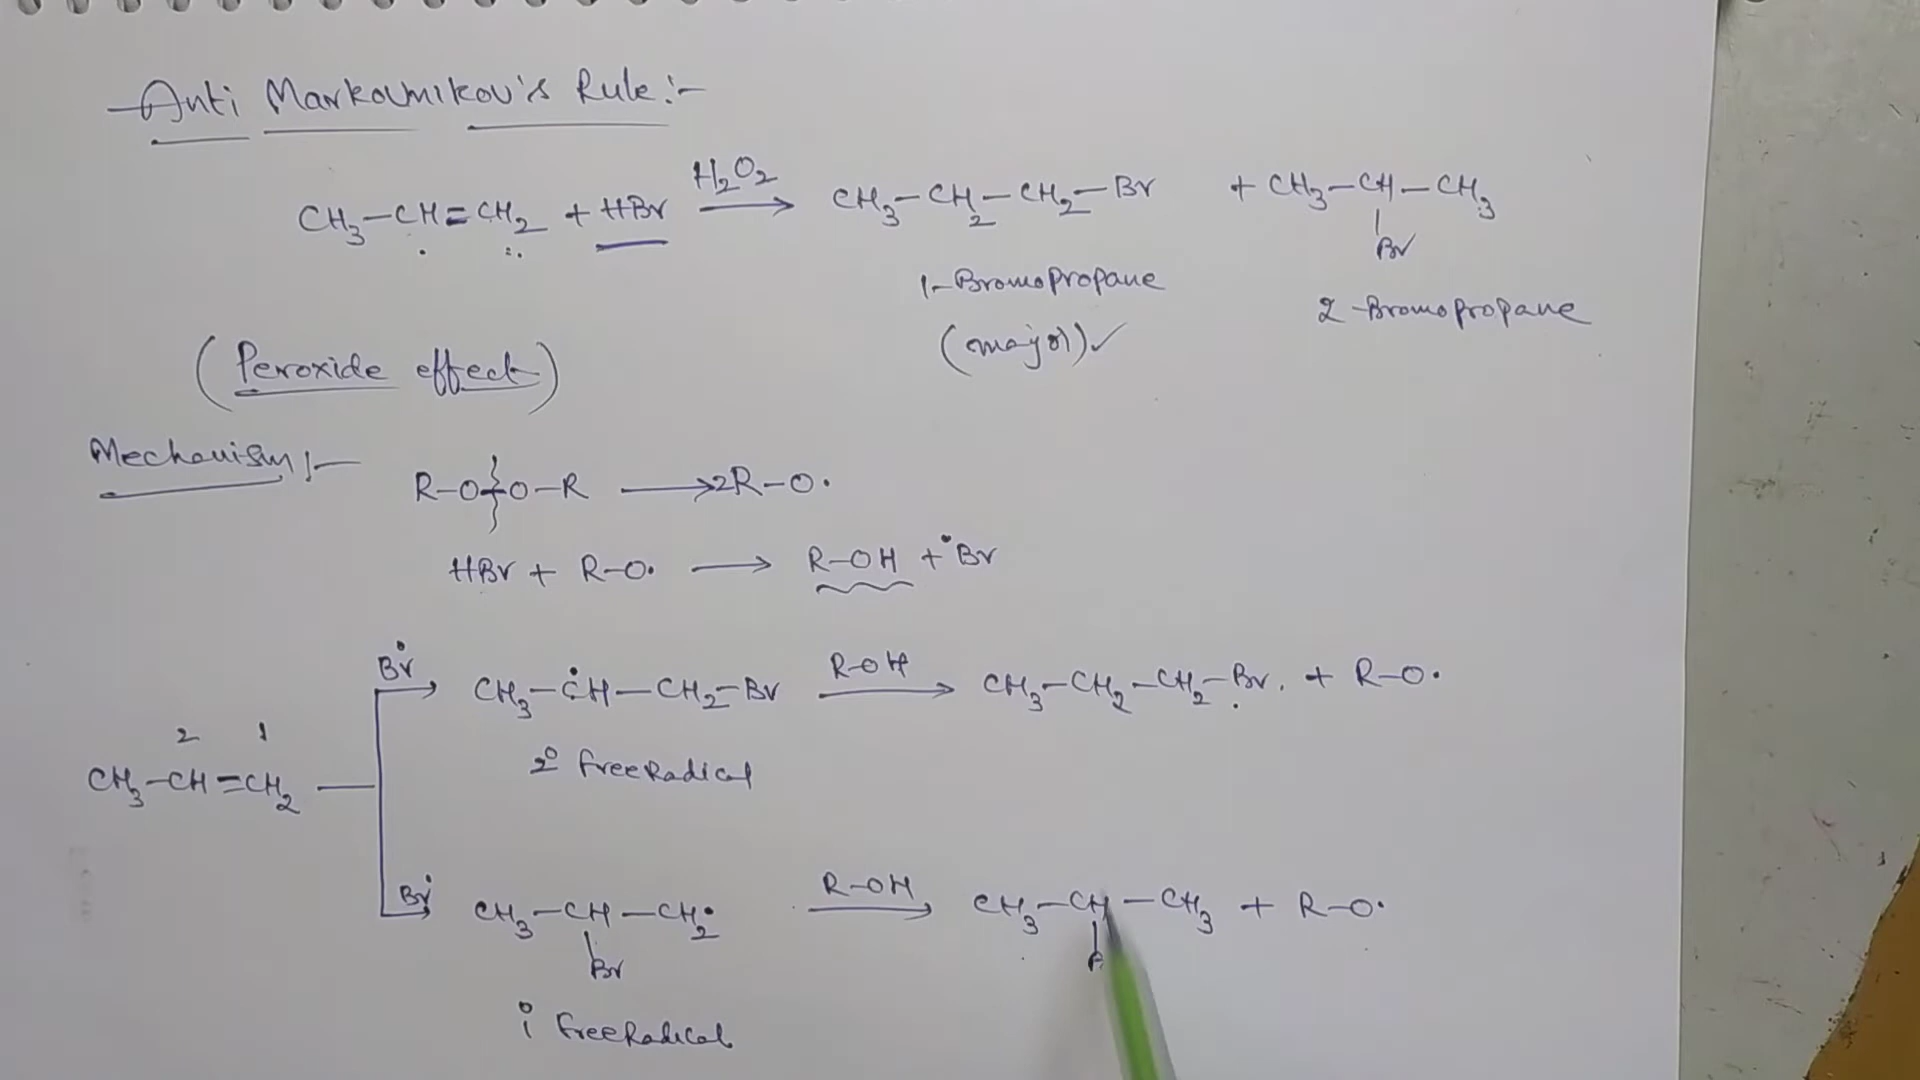 Anti Markovnikov's Rule:-
CH3-CH=CH2 + HBr H2O2→ CH3-CH2-CH2-Br + CH3-CH-CH3
Br
1-Bromopropane
2-Bromopropane
(major)✓
(Peroxide effect)
Mechanism:-
R-O-O-R → 2R-O•
HBr + R-O• → R-OH + •Br
Br• CH3-ĊH-CH2-Br R-OH→ CH3-CH2-CH2-Br. + R-O•
2° free Radical
2 1
CH3-CH=CH2
Br• CH3-CH-CH2• R-OH→ CH3-CH-CH3 + R-O•
Br
1° free Radical